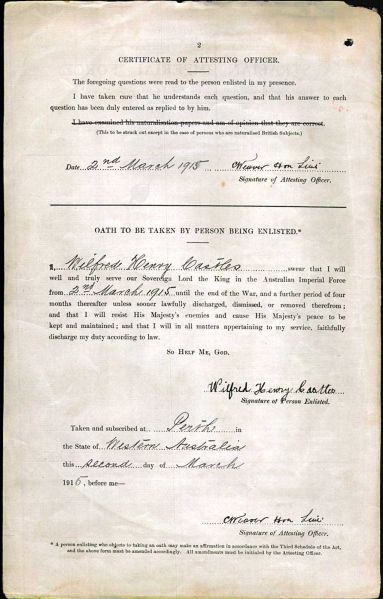 2
CERTIFICATE OF ATTESTING OFFICER.
The foregoing questions were read to the person enlisted in my presence.
I have taken care that he understands each question, and that his answer to each
question has been duly entered as replied to by him.
I have examined his naturalisation papers and am of opinion that they are correct.
(This to be struck out except in the case of persons who are naturalised British Subjects.)
Date 2nd March 1915
Signature of Attesting Officer.
OATH TO BE TAKEN BY PERSON BEING ENLISTED.*
I, Wilfred Henry Castles swear that I will
well and truly serve our Sovereign Lord the King in the Australian Imperial Force
from 2nd March 1915 until the end of the War, and a further period of four
months thereafter unless sooner lawfully discharged, dismissed, or removed therefrom;
and that I will resist His Majesty's enemies and cause His Majesty's peace to be
kept and maintained; and that I will in all matters appertaining to my service, faithfully
discharge my duty according to law.
SO HELP ME, GOD.
Wilfred Henry Castles
Signature of Person Enlisted.
Taken and subscribed at Perth in
the State of Western Australia
this second day of March
1915, before me—
Signature of Attesting Officer.
* A person enlisting who objects to taking an oath may make an affirmation in accordance with the Third Schedule of the Act,
and the above form must be amended accordingly. All amendments must be initialed by the Attesting Officer.